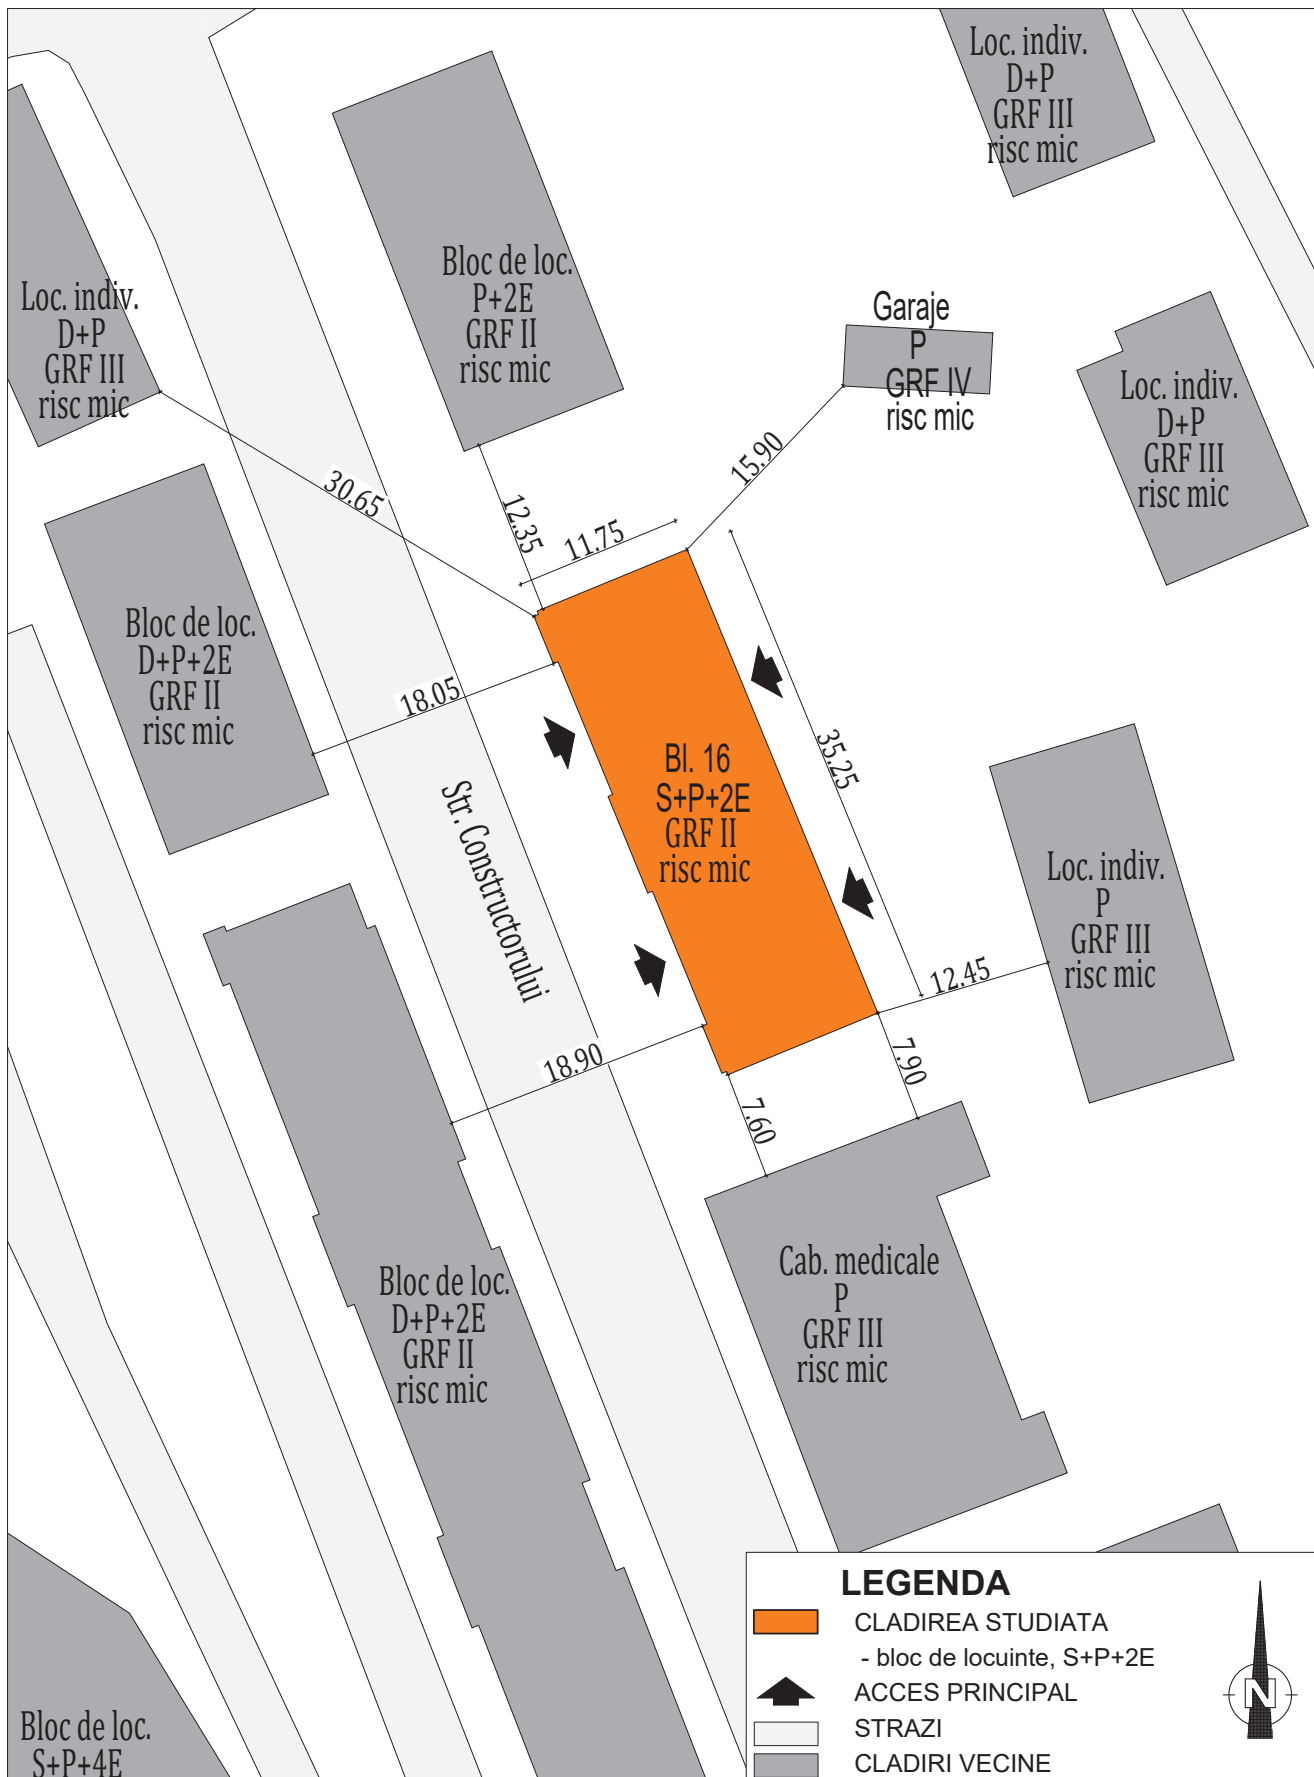 Loc. indiv.
D+P
GRF III
risc mic
Bloc de loc.
P+2E
GRF II
risc mic
Loc. indiv.
D+P
GRF III
risc mic
Garaje
P
GRF IV
risc mic
Loc. indiv.
D+P
GRF III
risc mic
30.65
12.35
11.75
15.90
Bloc de loc.
D+P+2E
GRF II
risc mic
18.05
Str. Constructorului
Bl. 16
S+P+2E
GRF II
risc mic
35.25
Loc. indiv.
P
GRF III
risc mic
12.45
18.90
7.60
7.90
Bloc de loc.
D+P+2E
GRF II
risc mic
Cab. medicale
P
GRF III
risc mic
Bloc de loc.
S+P+4E
LEGENDA
CLADIREA STUDIATA
- bloc de locuinte, S+P+2E
ACCES PRINCIPAL
STRAZI
CLADIRI VECINE
N